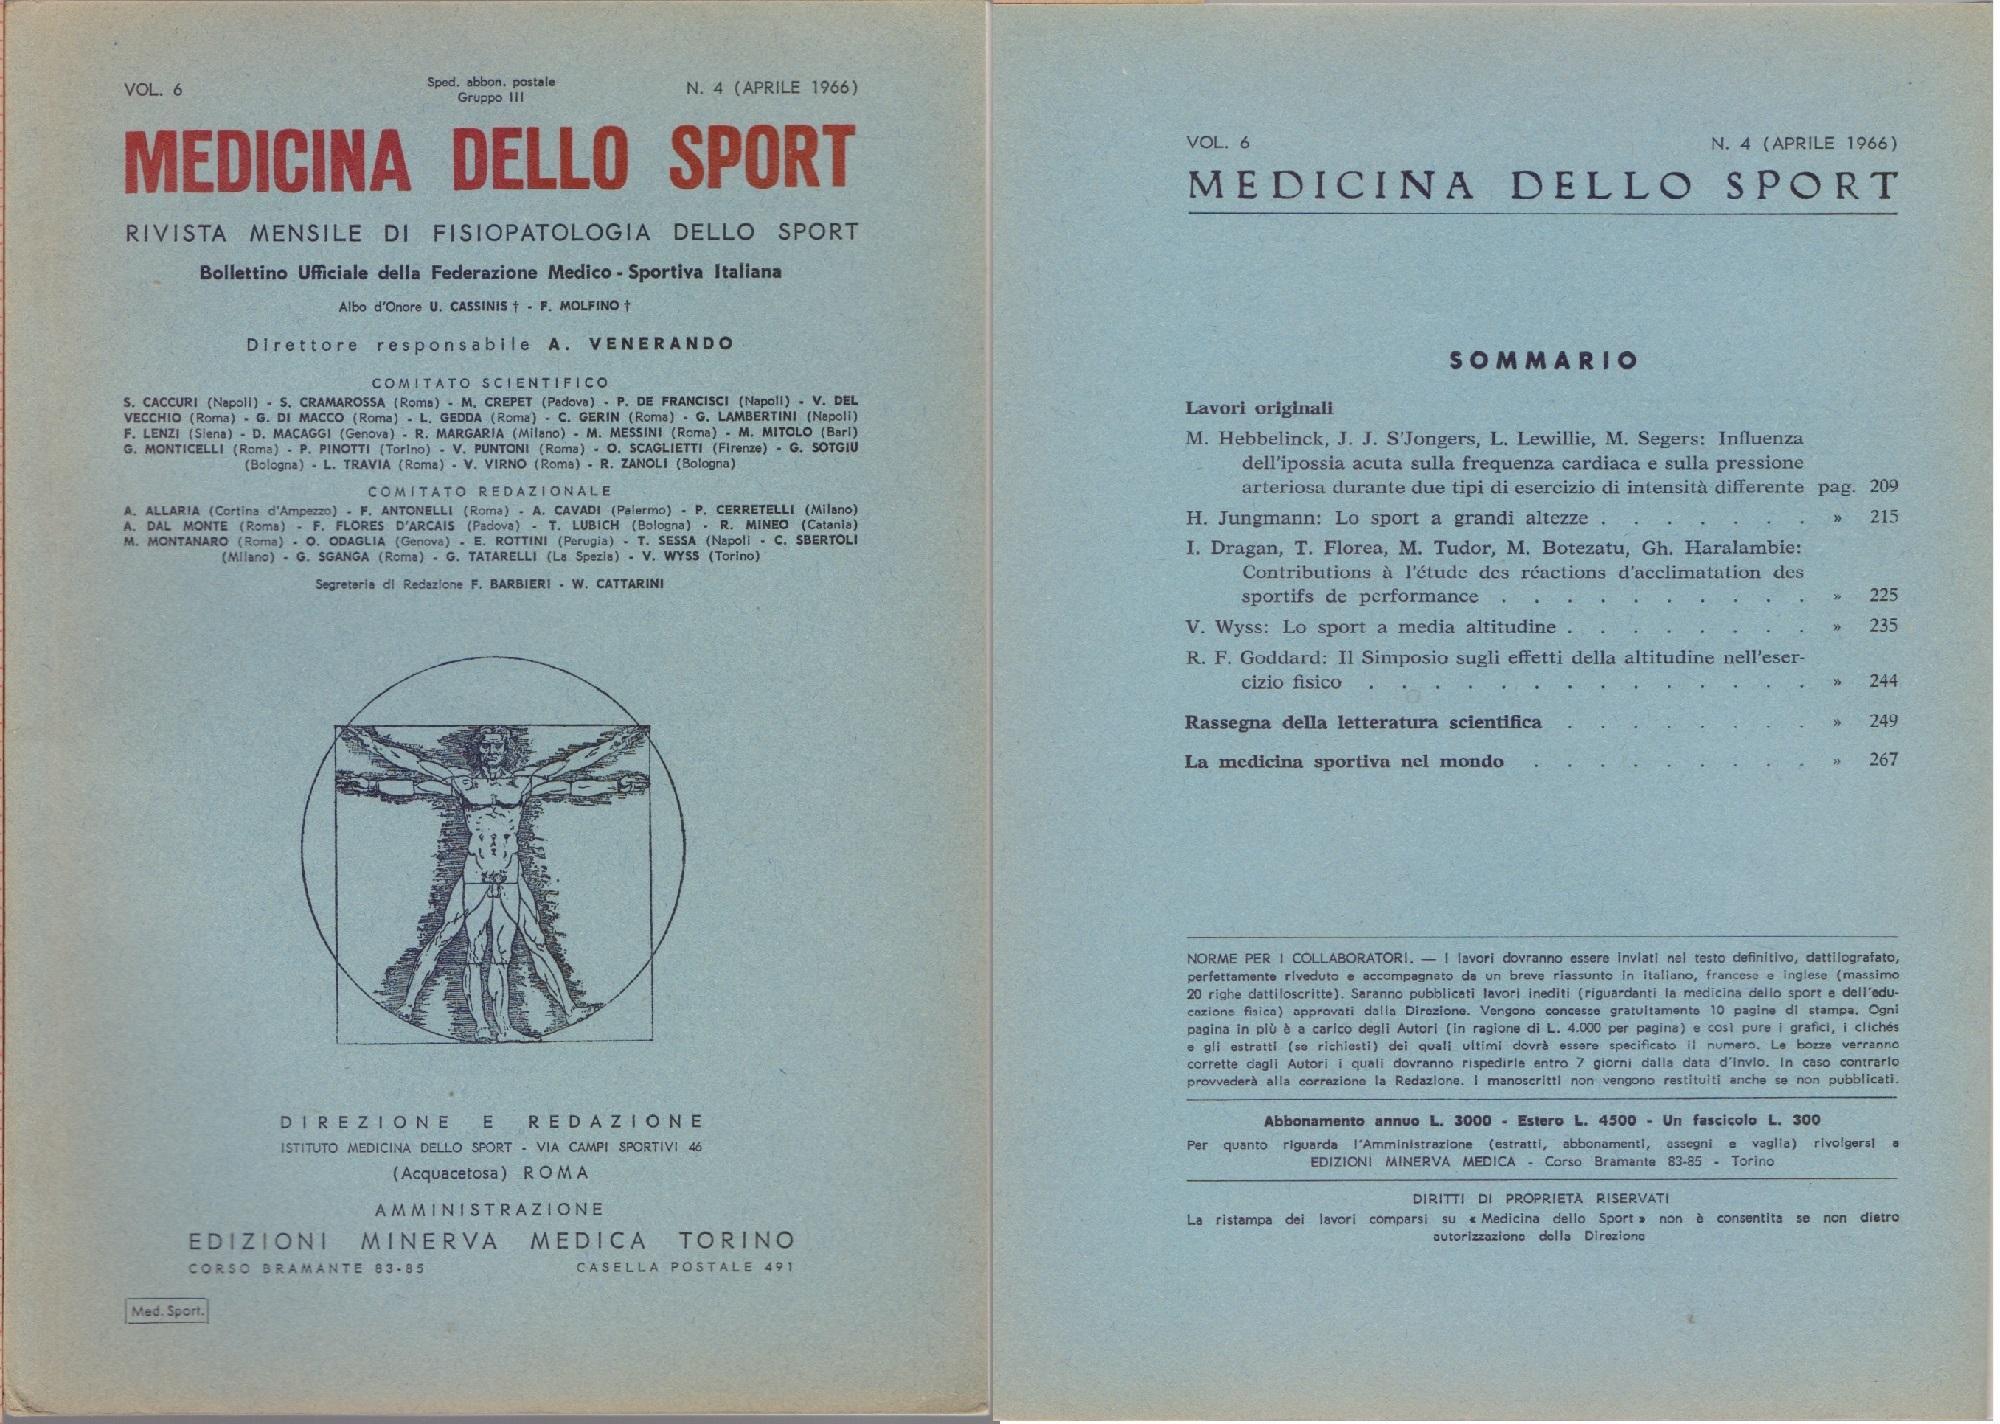 VOL. 6
Sped. abbon. postale
Gruppo III
N. 4 (APRILE 1966)
MEDICINA DELLO SPORT
RIVISTA MENSILE DI FISIOPATOLOGIA DELLO SPORT
Bollettino Ufficiale della Federazione Medico - Sportiva Italiana
Albo d'Onore U. CASSINIS † - F. MOLFINO †
Direttore responsabile A. VENERANDO
COMITATO SCIENTIFICO
S. CACCURI (Napoli) - S. CRAMAROSSA (Roma) - M. CREPET (Padova) - P. DE FRANCISCI (Napoli) - V. DEL
VECCHIO (Roma) - G. DI MACCO (Roma) - L. GEDDA (Roma) - C. GERIN (Roma) - G. LAMBERTINI (Napoli)
F. LENZI (Siena) - D. MACAGGI (Genova) - R. MARGARIA (Milano) - M. MESSINI (Roma) - M. MITOLO (Bari)
G. MONTICELLI (Roma) - P. PINOTTI (Torino) - V. PUNTONI (Roma) - O. SCAGLIETTI (Firenze) - G. SOTGIU
(Bologna) - L. TRAVIA (Roma) - V. VIRNO (Roma) - R. ZANOLI (Bologna)
COMITATO REDAZIONALE
A. ALLARIA (Cortina d'Ampezzo) - F. ANTONELLI (Roma) - A. CAVADI (Palermo) - P. CERRETELLI (Milano)
A. DAL MONTE (Roma) - F. FLORES D'ARCAIS (Padova) - T. LUBICH (Bologna) - R. MINEO (Catania)
M. MONTANARO (Roma) - O. ODAGLIA (Genova) - E. ROTTINI (Perugia) - T. SESSA (Napoli - C. SBERTOLI
(Milano) - G. SGANGA (Roma) - G. TATARELLI (La Spezia) - V. WYSS (Torino)
Segreteria di Redazione F. BARBIERI - W. CATTARINI
DIREZIONE E REDAZIONE
ISTITUTO MEDICINA DELLO SPORT - VIA CAMPI SPORTIVI 46
(Acquacetosa) ROMA
AMMINISTRAZIONE
EDIZIONI MINERVA MEDICA TORINO
CORSO BRAMANTE 83-85 CASELLA POSTALE 491
Med. Sport.
VOL. 6 N. 4 (APRILE 1966)
MEDICINA DELLO SPORT
SOMMARIO
Lavori originali
M. Hebbelinck, J. J. S'Jongers, L. Lewillie, M. Segers: Influenza
dell'ipossia acuta sulla frequenza cardiaca e sulla pressione
arteriosa durante due tipi di esercizio di intensità differente pag. 209
H. Jungmann: Lo sport a grandi altezze . . . . . . . » 215
I. Dragan, T. Florea, M. Tudor, M. Botezatu, Gh. Haralambie:
Contributions à l'étude des réactions d'acclimatation des
sportifs de performance . . . . . . . . . . » 225
V. Wyss: Lo sport a media altitudine . . . . . . . . » 235
R. F. Goddard: Il Simposio sugli effetti della altitudine nell'eser-
cizio fisico . . . . . . . . . . . . . . » 244
Rassegna della letteratura scientifica . . . . . . . . » 249
La medicina sportiva nel mondo . . . . . . . . . » 267
NORME PER I COLLABORATORI. — I lavori dovranno essere inviati nel testo definitivo, dattilografato,
perfettamente riveduto e accompagnato da un breve riassunto in italiano, francese e inglese (massimo
20 righe dattiloscritte). Saranno pubblicati lavori inediti (riguardanti la medicina dello sport e dell'edu-
cazione fisica) approvati dalla Direzione. Vengono concesse gratuitamente 10 pagine di stampa. Ogni
pagina in più è a carico degli Autori (in ragione di L. 4.000 per pagina) e così pure i grafici, i clichés
e gli estratti (se richiesti) dei quali ultimi dovrà essere specificato il numero. Le bozze verranno
corrette dagli Autori i quali dovranno rispedirle entro 7 giorni dalla data d'invio. In caso contrario
provvederà alla correzione la Redazione. I manoscritti non vengono restituiti anche se non pubblicati.
Abbonamento annuo L. 3000 - Estero L. 4500 - Un fascicolo L. 300
Per quanto riguarda l'Amministrazione (estratti, abbonamenti, assegni e vaglia) rivolgersi a
EDIZIONI MINERVA MEDICA - Corso Bramante 83-85 - Torino
DIRITTI DI PROPRIETÀ RISERVATI
La ristampa dei lavori comparsi su « Medicina dello Sport » non è consentita se non dietro
autorizzazione della Direzione